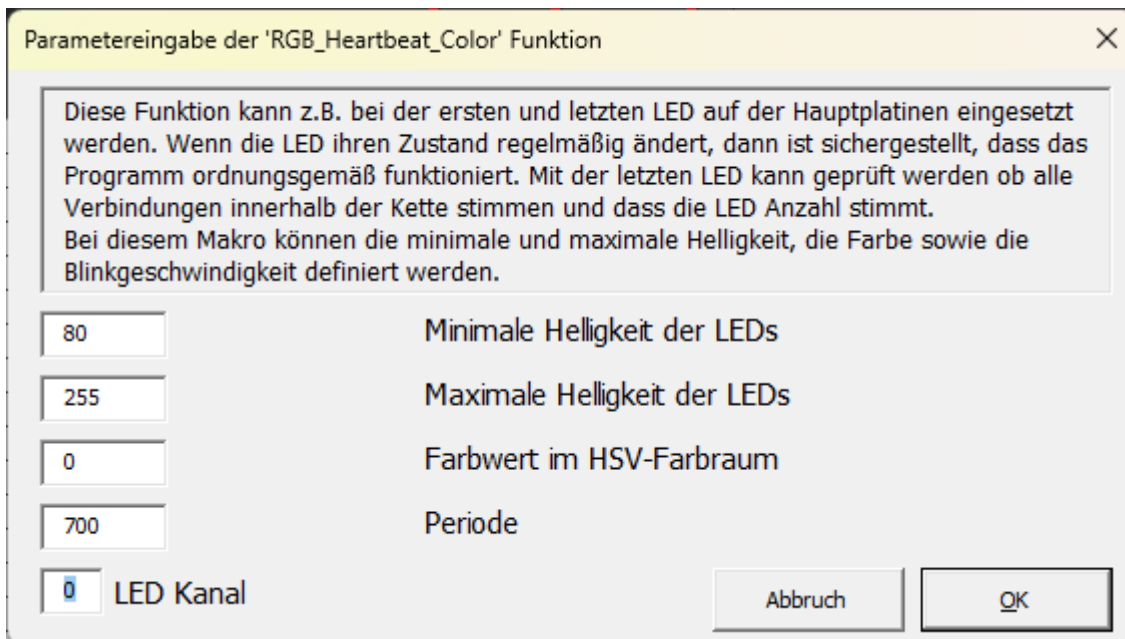 Parametereingabe der 'RGB_Heartbeat_Color' Funktion
Diese Funktion kann z.B. bei der ersten und letzten LED auf der Hauptplatinen eingesetzt
werden. Wenn die LED ihren Zustand regelmäßig ändert, dann ist sichergestellt, dass das
Programm ordnungsgemäß funktioniert. Mit der letzten LED kann geprüft werden ob alle
Verbindungen innerhalb der Kette stimmen und dass die LED Anzahl stimmt.
Bei diesem Makro können die minimale und maximale Helligkeit, die Farbe sowie die
Blinkgeschwindigkeit definiert werden.
80 Minimale Helligkeit der LEDs
255 Maximale Helligkeit der LEDs
0 Farbwert im HSV-Farbraum
700 Periode
0 LED Kanal Abbruch OK